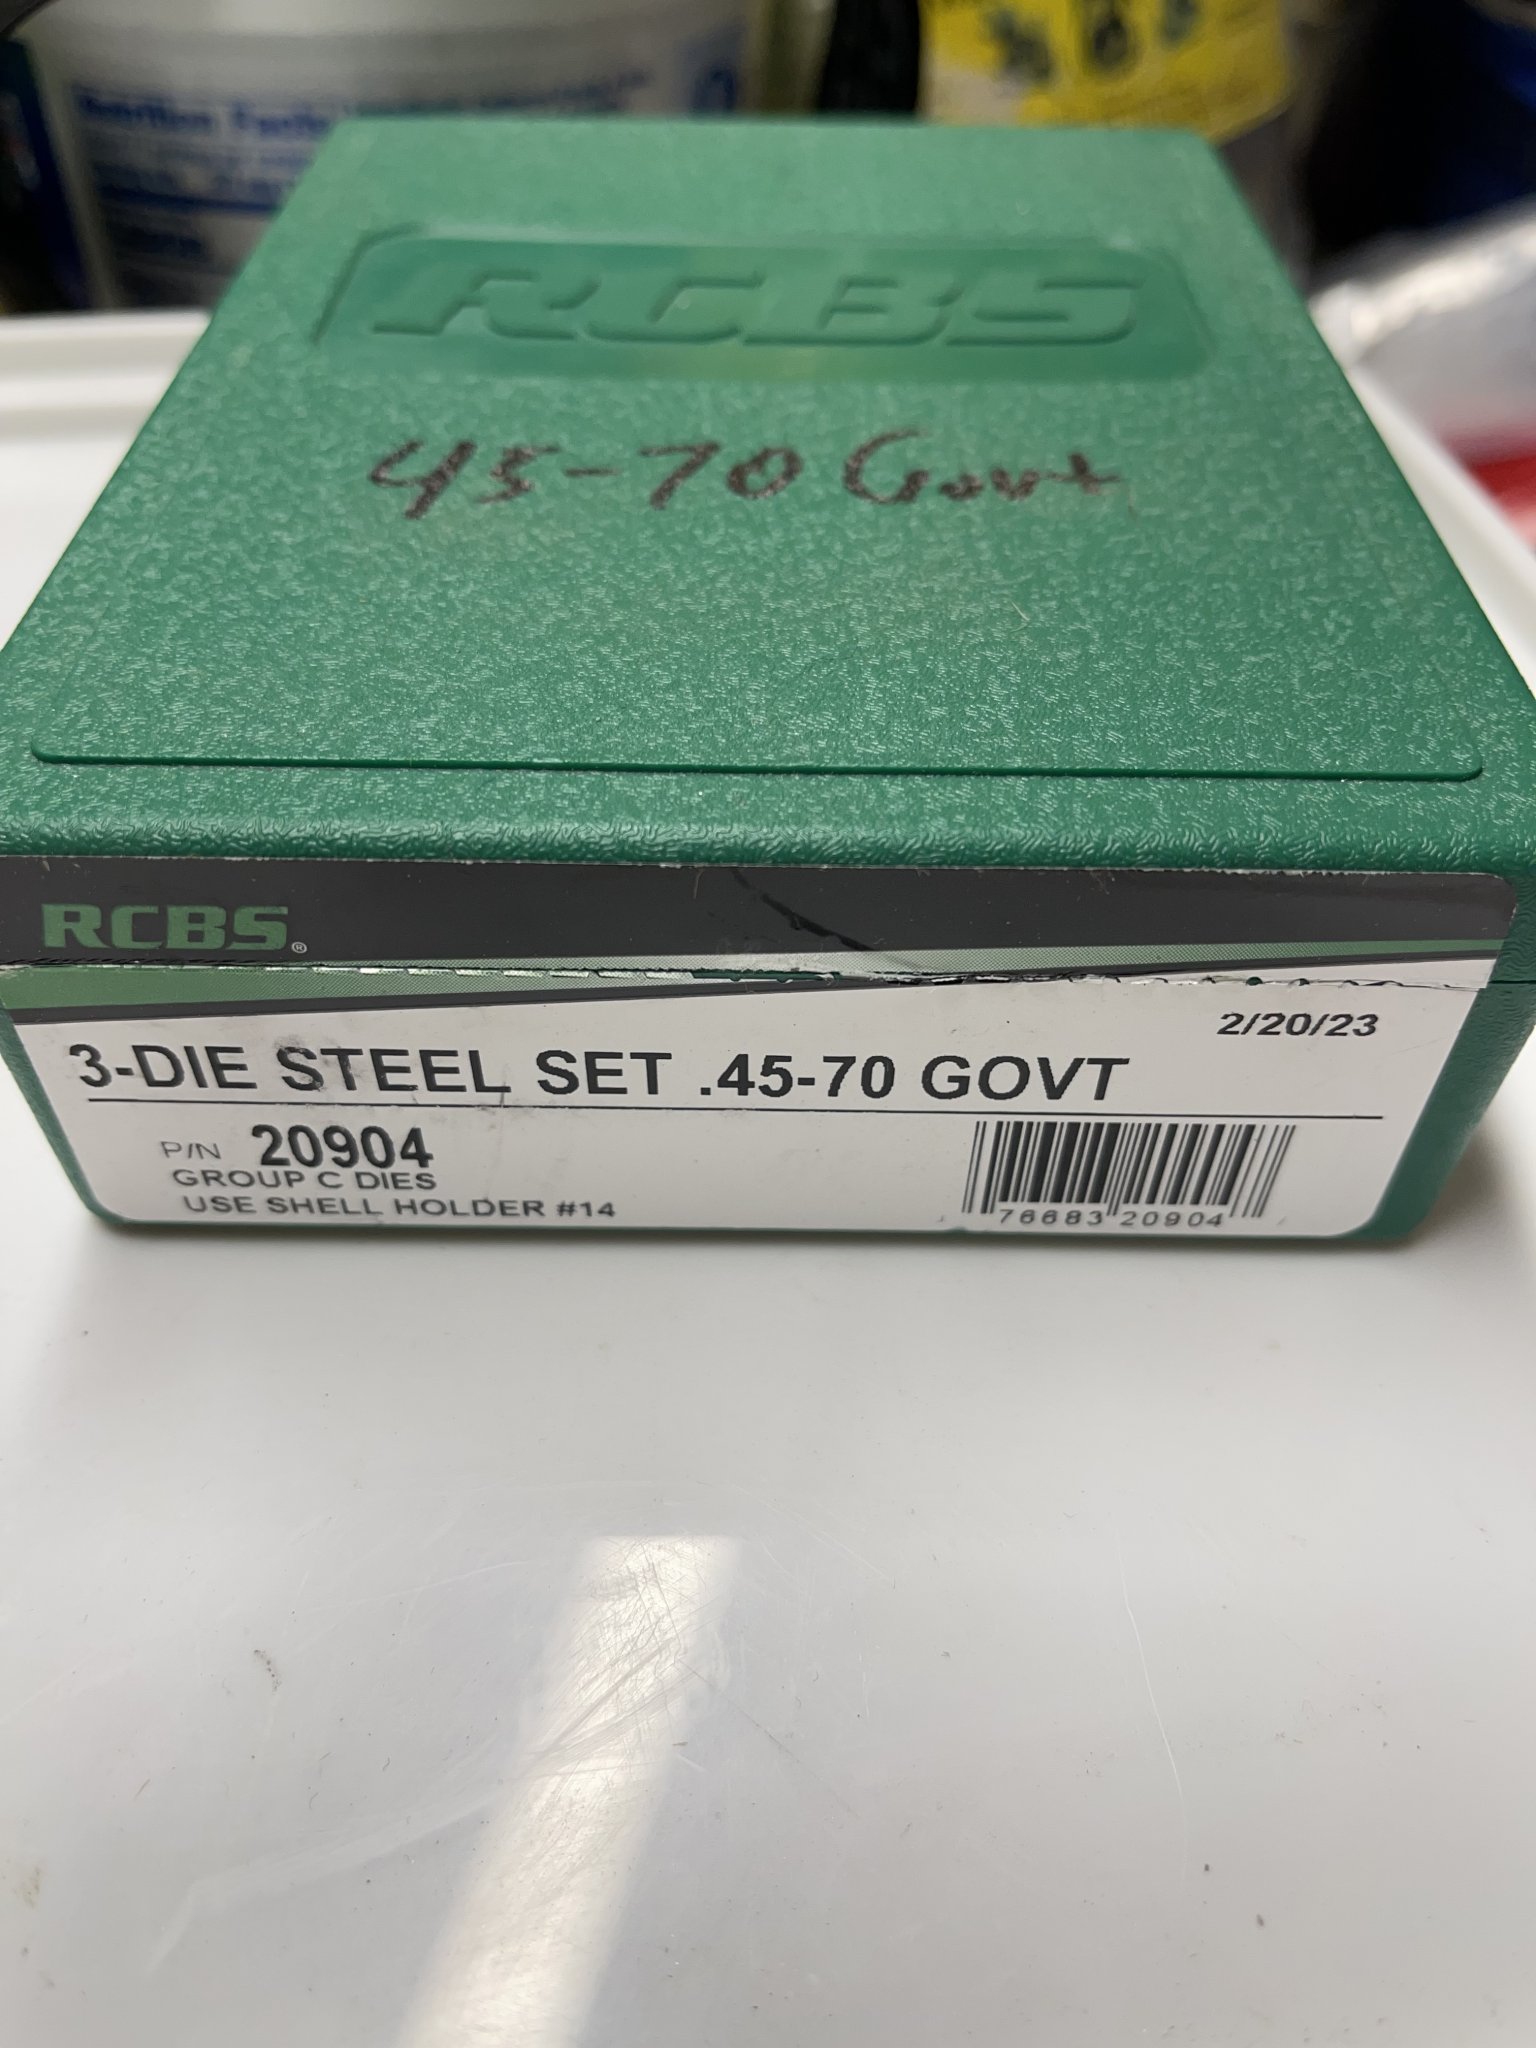 RCBS
45-70 Govt
RCBS®
2/20/23
3-DIE STEEL SET .45-70 GOVT
P/N 20904
GROUP C DIES
USE SHELL HOLDER #14
76683 20904